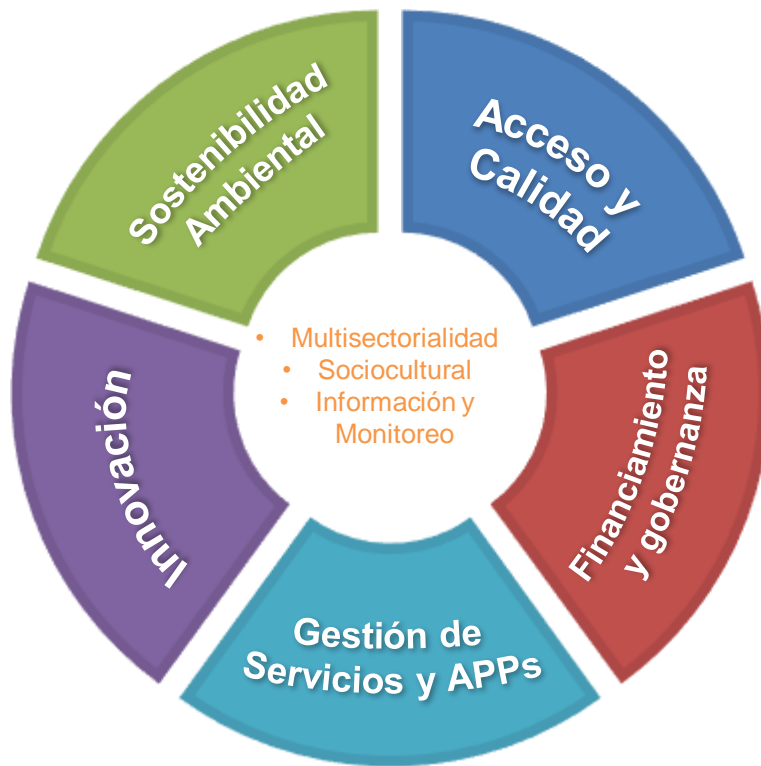 Sostenibilidad
Ambiental
Acceso y
Calidad
Financiamiento
y gobernanza
Gestión de
Servicios y APPs
Innovación
• Multisectorialidad
• Sociocultural
• Información y
Monitoreo